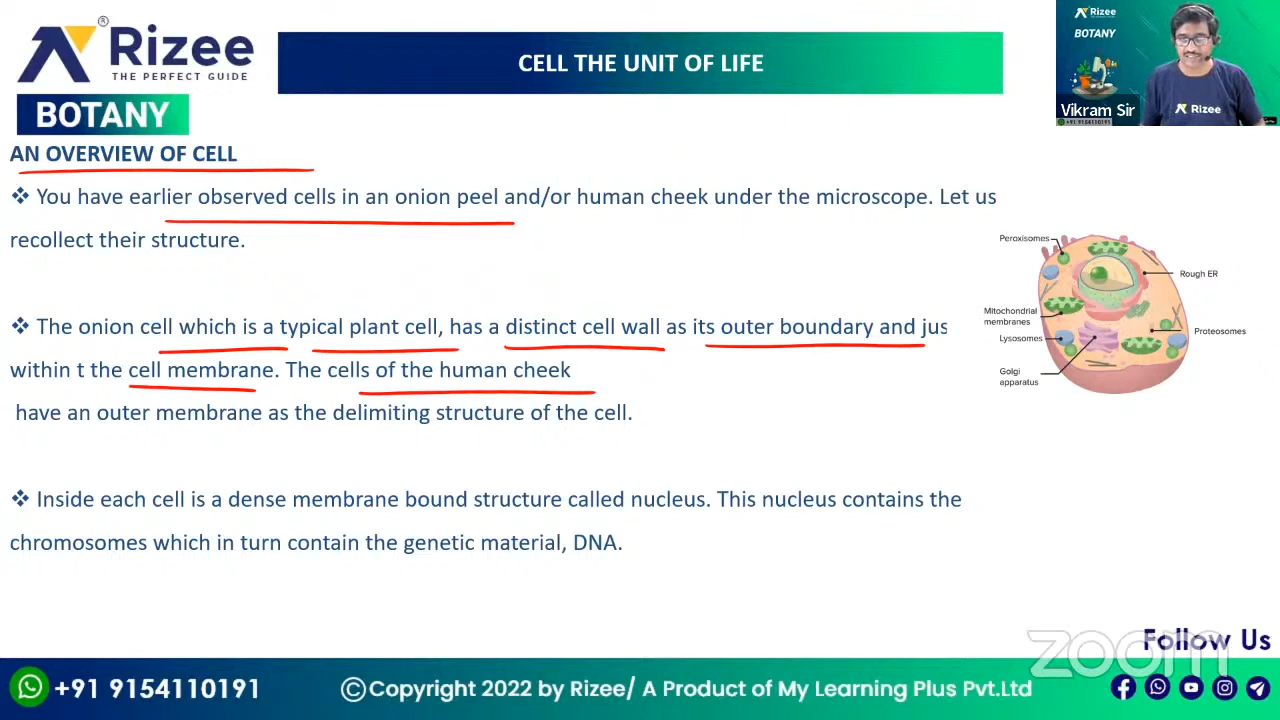 Rizee®
THE PERFECT GUIDE
BOTANY
CELL THE UNIT OF LIFE
Rizee
BOTANY
Vikram Sir
Rizee
AN OVERVIEW OF CELL
❖ You have earlier observed cells in an onion peel and/or human cheek under the microscope. Let us
recollect their structure.
❖ The onion cell which is a typical plant cell, has a distinct cell wall as its outer boundary and jus
within t the cell membrane. The cells of the human cheek
have an outer membrane as the delimiting structure of the cell.
❖ Inside each cell is a dense membrane bound structure called nucleus. This nucleus contains the
chromosomes which in turn contain the genetic material, DNA.
Peroxisomes
Rough ER
Mitochondrial
membranes
Proteosomes
Lysosomes
Golgi
apparatus
zoom
Follow Us
+91 9154110191
©Copyright 2022 by Rizee/ A Product of My Learning Plus Pvt.Ltd